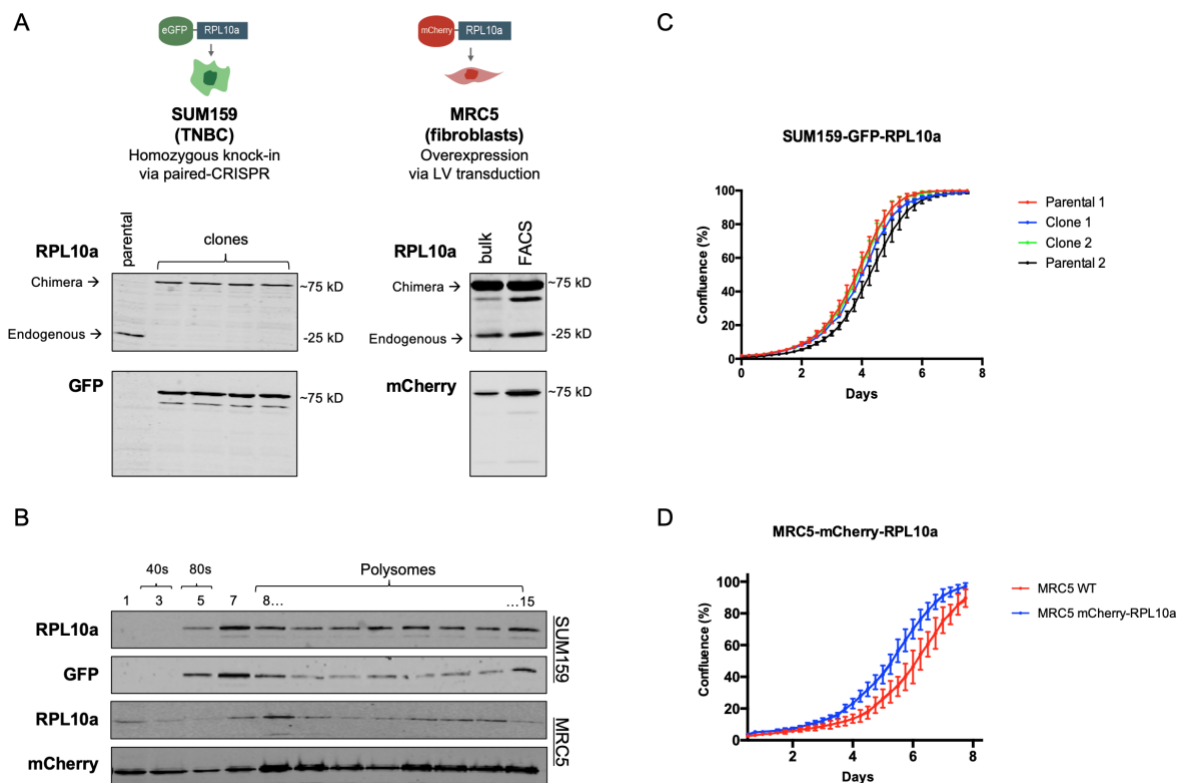 A
eGFP
RPL10a
SUM159
(TNBC)
Homozygous knock-in
via paired-CRISPR
mCherry
RPL10a
MRC5
(fibroblasts)
Overexpression
via LV transduction
RPL10a
parental
clones
Chimera →
~75 kD
Endogenous →
-25 kD
GFP
~75 kD
RPL10a
bulk
FACS
Chimera →
~75 kD
Endogenous →
-25 kD
mCherry
~75 kD
B
40s
80s
Polysomes
1 3 5 7 8... ...15
RPL10a
GFP
SUM159
RPL10a
mCherry
MRC5
C
SUM159-GFP-RPL10a
Confluence (%)
100
80
60
40
20
0
0 2 4 6 8
Days
Parental 1
Clone 1
Clone 2
Parental 2
D
MRC5-mCherry-RPL10a
Confluence (%)
100
80
60
40
20
0
2 4 6 8
Days
MRC5 WT
MRC5 mCherry-RPL10a